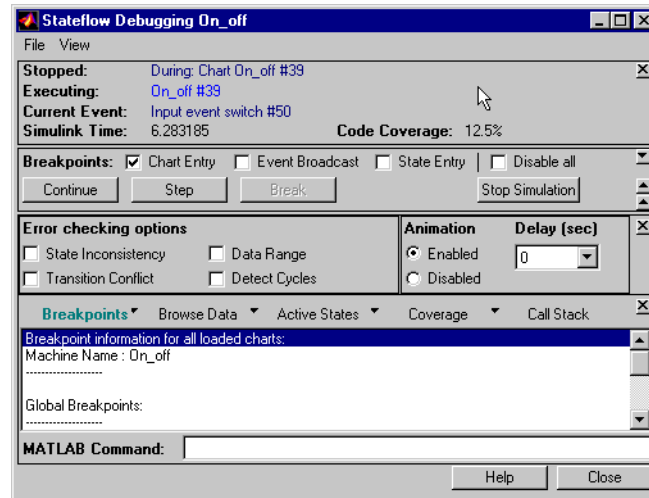 Stateflow Debugging On_off
File View
Stopped: During: Chart On_off #39
Executing: On_off #39
Current Event: Input event switch #50
Simulink Time: 6.283185 Code Coverage: 12.5%
Breakpoints: Chart Entry Event Broadcast State Entry | Disable all
Continue Step Break Stop Simulation
Error checking options Animation Delay (sec)
State Inconsistency Data Range Enabled 0
Transition Conflict Detect Cycles Disabled
Breakpoints Browse Data Active States Coverage Call Stack
Breakpoint information for all loaded charts:
Machine Name : On_off
--------------------
Global Breakpoints:
--------------------
MATLAB Command:
Help Close